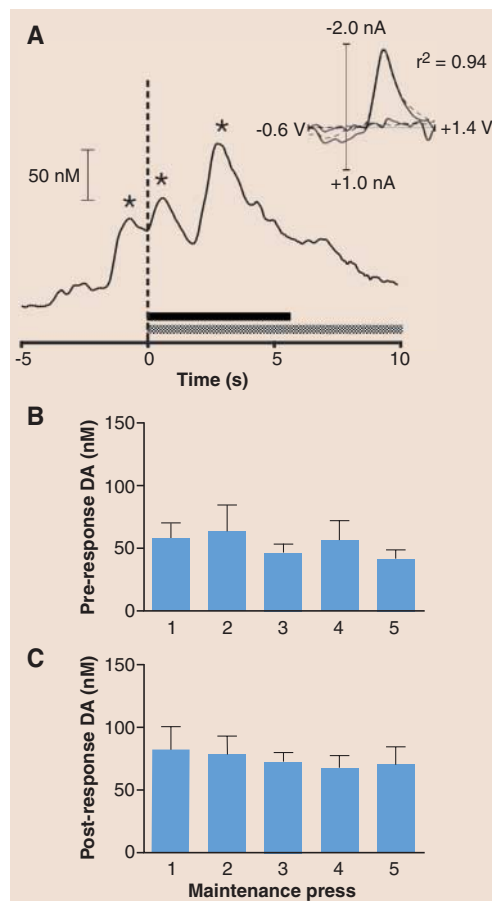 A
-2.0 nA
r² = 0.94
-0.6 V
+1.4 V
+1.0 nA
50 nM
*
*
*
-5
0
5
10
Time (s)
B
Pre-response DA (nM)
150
100
50
0
1 2 3 4 5
C
Post-response DA (nM)
150
100
50
0
1 2 3 4 5
Maintenance press